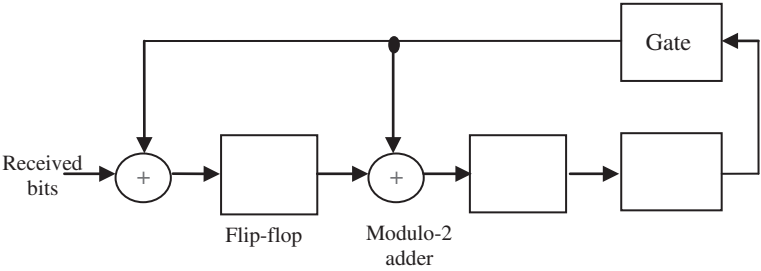 Gate
Received
bits
+
+
Flip-flop
Modulo-2
adder